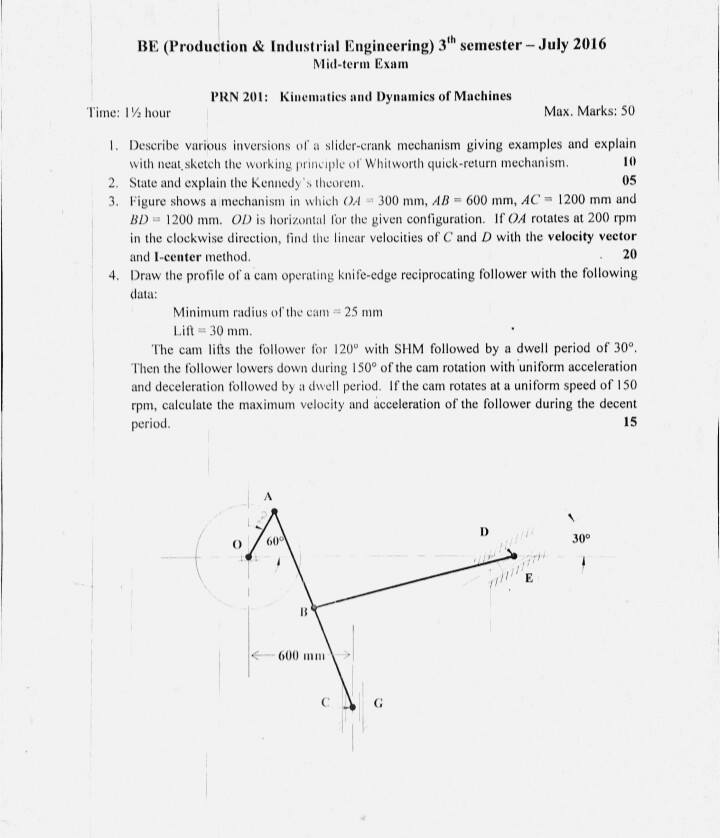 BE (Production & Industrial Engineering) 3th semester – July 2016
Mid-term Exam
PRN 201: Kinematics and Dynamics of Machines
Time: 1½ hour Max. Marks: 50
1. Describe various inversions of a slider-crank mechanism giving examples and explain
with neat sketch the working principle of Whitworth quick-return mechanism. 10
2. State and explain the Kennedy's theorem. 05
3. Figure shows a mechanism in which OA = 300 mm, AB = 600 mm, AC = 1200 mm and
BD = 1200 mm. OD is horizontal for the given configuration. If OA rotates at 200 rpm
in the clockwise direction, find the linear velocities of C and D with the velocity vector
and I-center method. 20
4. Draw the profile of a cam operating knife-edge reciprocating follower with the following
data:
Minimum radius of the cam = 25 mm
Lift = 30 mm.
The cam lifts the follower for 120° with SHM followed by a dwell period of 30°.
Then the follower lowers down during 150° of the cam rotation with uniform acceleration
and deceleration followed by a dwell period. If the cam rotates at a uniform speed of 150
rpm, calculate the maximum velocity and acceleration of the follower during the decent
period. 15
A
O
60°
D
30°
E
B
600 mm
C
G